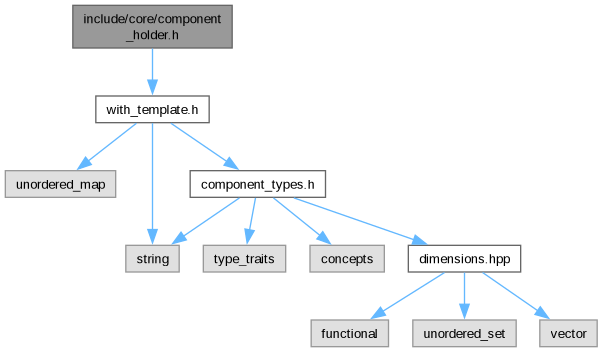 include/core/component
_holder.h
with_template.h
unordered_map
component_types.h
string
type_traits
concepts
dimensions.hpp
functional
unordered_set
vector